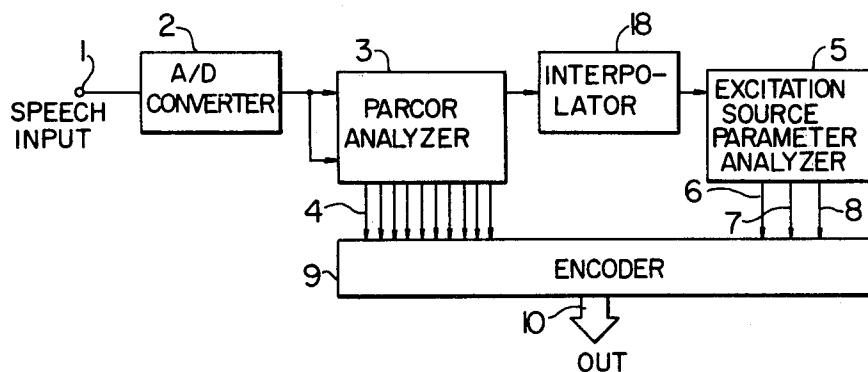 1
SPEECH
INPUT
2
A/D
CONVERTER
3
PARCOR
ANALYZER
18
INTERPO-
LATOR
5
EXCITATION
SOURCE
PARAMETER
ANALYZER
4
6
7
8
9
ENCODER
10
OUT